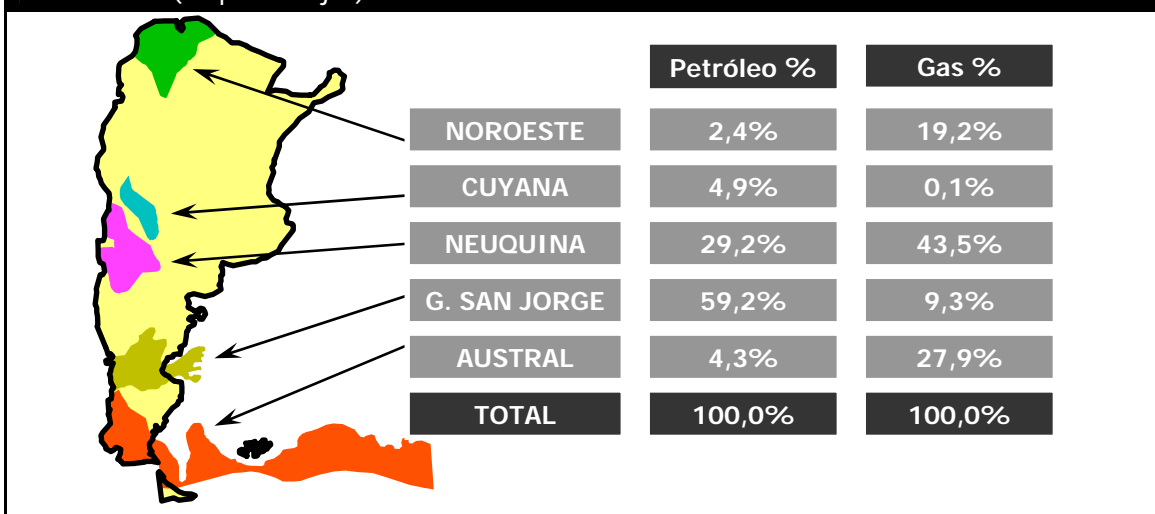 Petróleo % Gas %
NOROESTE 2,4% 19,2%
CUYANA 4,9% 0,1%
NEUQUINA 29,2% 43,5%
G. SAN JORGE 59,2% 9,3%
AUSTRAL 4,3% 27,9%
TOTAL 100,0% 100,0%